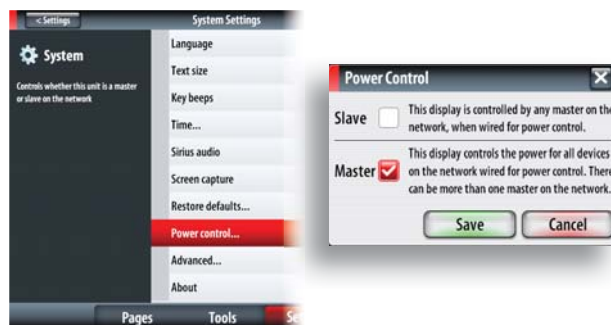 < Settings
System Settings
System
Controls whether this unit is a master
or slave on the network
Language
Text size
Key beeps
Time...
Sirius audio
Screen capture
Restore defaults...
Power control...
Advanced...
About
Pages
Tools
Power Control
X
Slave
This display is controlled by any master on the
network, when wired for power control.
Master
This display controls the power for all devices
on the network wired for power control. There
can be more than one master on the network.
Save
Cancel